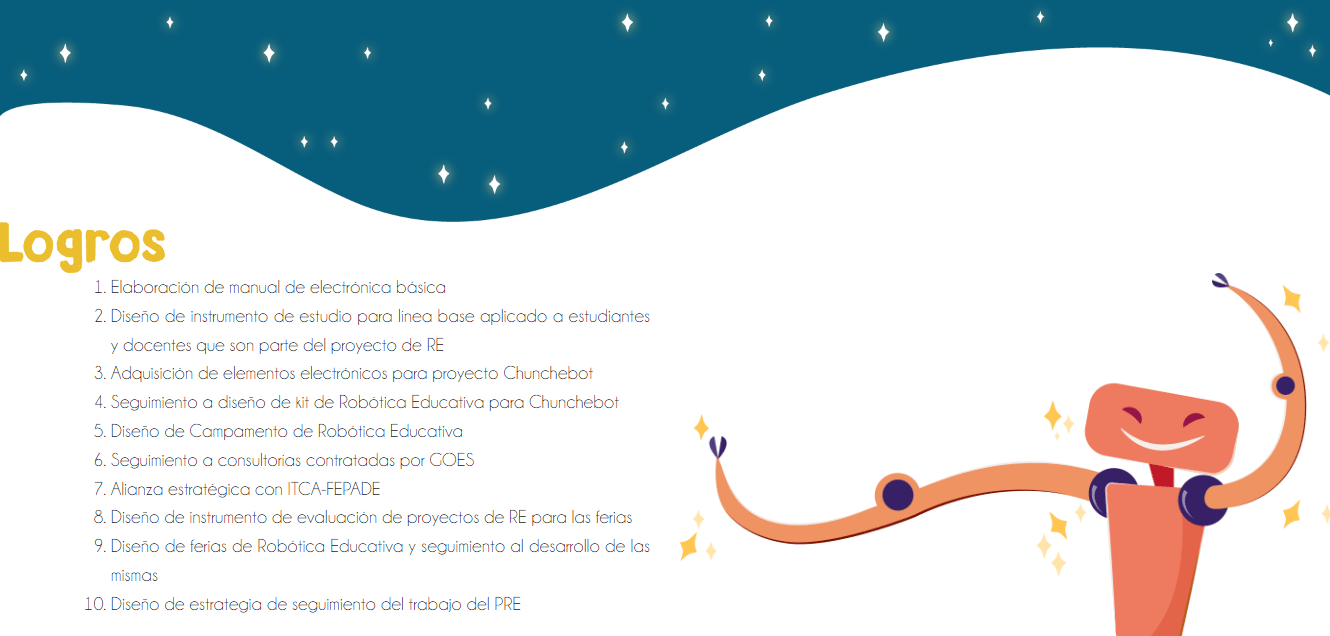 Logros
1. Elaboración de manual de electrónica básica
2. Diseño de instrumento de estudio para linea base aplicado a estudiantes
y docentes que son parte del proyecto de RE
3. Adquisición de elementos electrónicos para proyecto Chunchebot
4. Seguimiento a diseño de kit de Robótica Educativa para Chunchebot
5. Diseño de Campamento de Robótica Educativa
6. Seguimiento a consultorias contratadas por GOES
7. Alianza estratégica con ITCA-FEPADE
8. Diseño de instrumento de evaluación de proyectos de RE para las ferias
9. Diseño de ferias de Robótica Educativa y seguimiento al desarrollo de las
mismas
10. Diseño de estrategia de seguimiento del trabajo del PRE